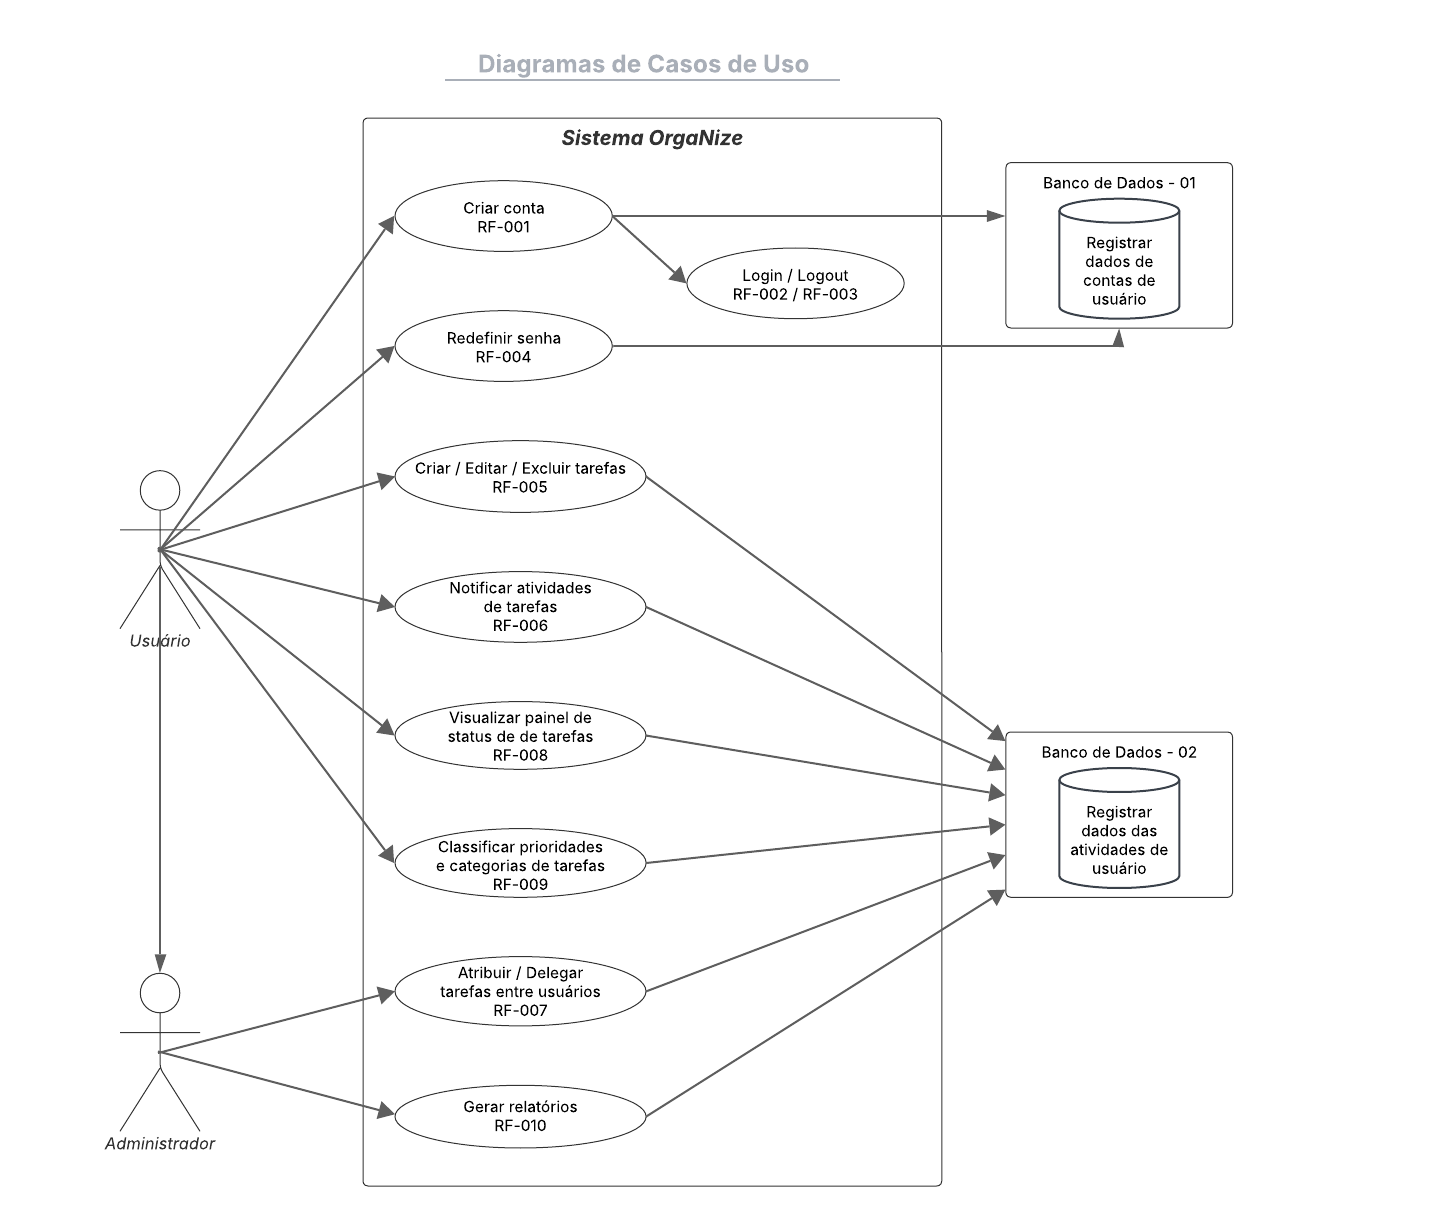 Diagramas de Casos de Uso
Sistema OrgaNize
Criar conta
RF-001
Login / Logout
RF-002 / RF-003
Redefinir senha
RF-004
Criar / Editar / Excluir tarefas
RF-005
Notificar atividades
de tarefas
RF-006
Visualizar painel de
status de de tarefas
RF-008
Classificar prioridades
e categorias de tarefas
RF-009
Atribuir / Delegar
tarefas entre usuários
RF-007
Gerar relatórios
RF-010
Usuário
Administrador
Banco de Dados - 01
Registrar
dados de
contas de
usuário
Banco de Dados - 02
Registrar
dados das
atividades de
usuário